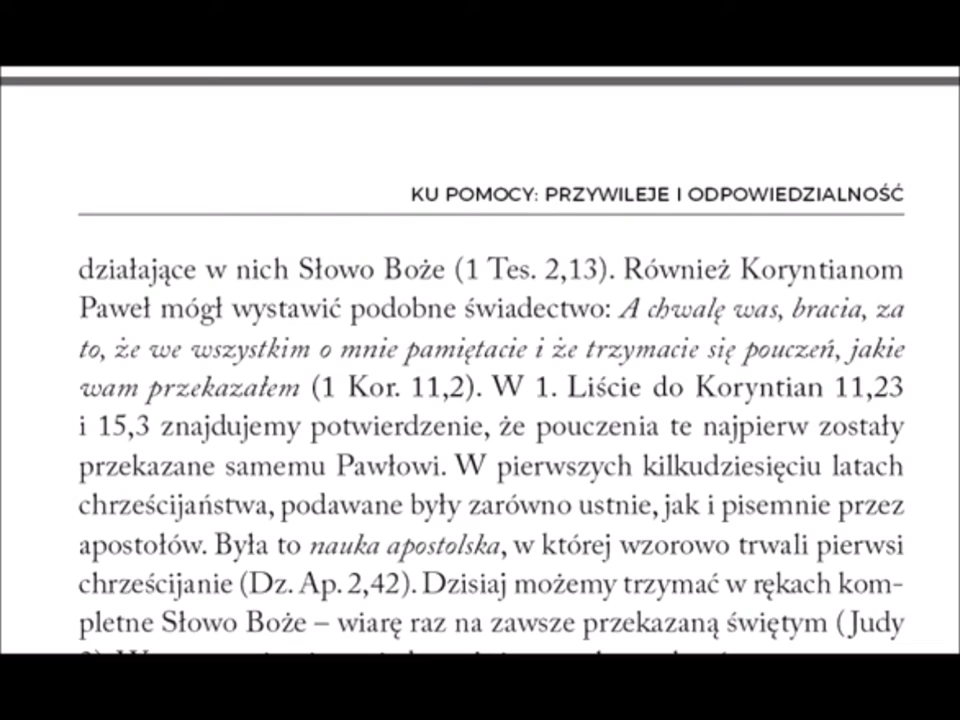 KU POMOCY: PRZYWILEJE I ODPOWIEDZIALNOŚĆ
działające w nich Słowo Boże (1 Tes. 2,13). Również Koryntianom
Paweł mógł wystawić podobne świadectwo: A chwalę was, bracia, za
to, że we wszystkim o mnie pamiętacie i że trzymacie się pouczeń, jakie
wam przekazałem (1 Kor. 11,2). W 1. Liście do Koryntian 11,23
i 15,3 znajdujemy potwierdzenie, że pouczenia te najpierw zostały
przekazane samemu Pawłowi. W pierwszych kilkudziesięciu latach
chrześcijaństwa, podawane były zarówno ustnie, jak i pisemnie przez
apostołów. Była to nauka apostolska, w której wzorowo trwali pierwsi
chrześcijanie (Dz. Ap. 2,42). Dzisiaj możemy trzymać w rękach kom-
pletne Słowo Boże – wiarę raz na zawsze przekazaną świętym (Judy